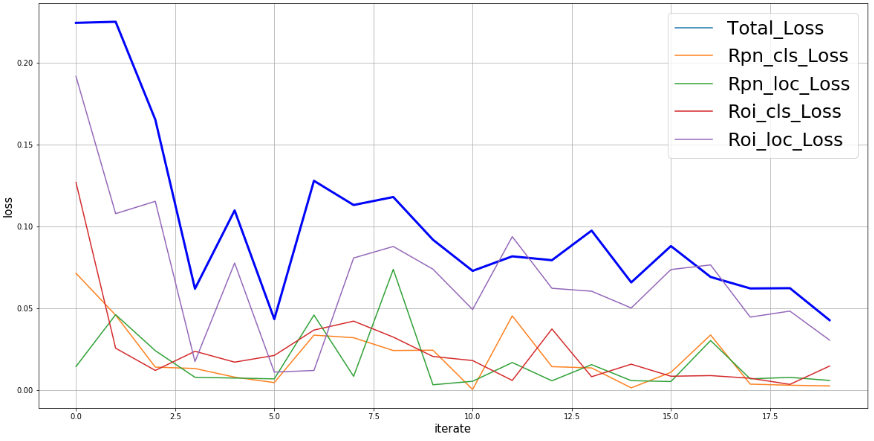 Total_Loss
Rpn_cls_Loss
Rpn_loc_Loss
Roi_cls_Loss
Roi_loc_Loss
loss
0.20
0.15
0.10
0.05
0.00
0.0 2.5 5.0 7.5 10.0 12.5 15.0 17.5
iterate